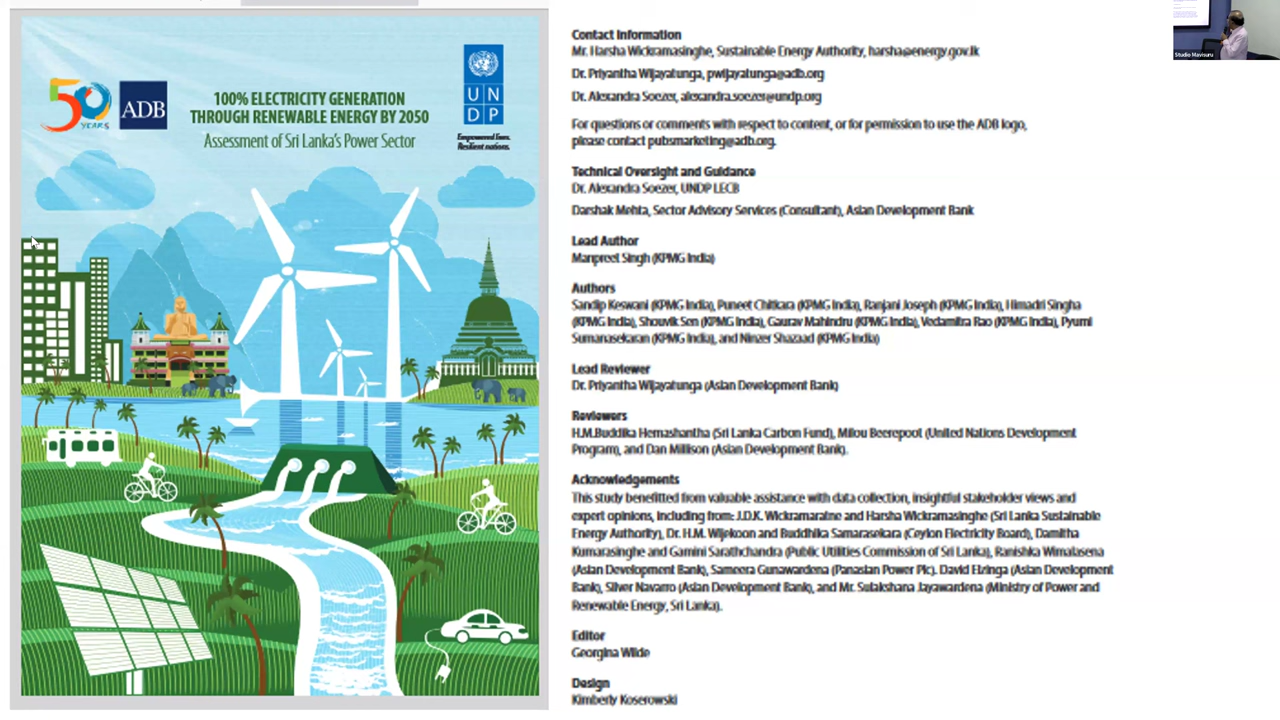 50
YEARS
ADB
100% ELECTRICITY GENERATION
THROUGH RENEWABLE ENERGY BY 2050
Assessment of Sri Lanka's Power Sector
U N
D P
Empowered lives.
Resilient nations.
Contact Information
Mr. Harsha Wickramasinghe, Sustainable Energy Authority, harsha@energy.gov.lk
Dr. Priyantha Wijayatunga, pwijayatunga@adb.org
Dr. Alexandra Soezer, alexandra.soezer@undp.org
For questions or comments with respect to content, or for permission to use the ADB logo,
please contact pubsmarketing@adb.org.
Technical Oversight and Guidance
Dr. Alexandra Soezer, UNDP LECB
Darshak Mehta, Sector Advisory Services (Consultant), Asian Development Bank
Lead Author
Manpreet Singh (KPMG India)
Authors
Sandip Keswani (KPMG India), Puneet Chitkara (KPMG India), Ranjani Joseph (KPMG India), Himadri Singha
(KPMG India), Shouvik Sen (KPMG India), Gaurav Mahindru (KPMG India), Vedamitra Rao (KPMG India), Pyumi
Sumanasekaran (KPMG India), and Ninzer Shazaad (KPMG India)
Lead Reviewer
Dr. Priyantha Wijayatunga (Asian Development Bank)
Reviewers
H.M.Buddika Hemashantha (Sri Lanka Carbon Fund), Milou Beerepoot (United Nations Development
Program), and Dan Millison (Asian Development Bank).
Acknowledgements
This study benefitted from valuable assistance with data collection, insightful stakeholder views and
expert opinions, including from: J.D.K. Wickramaratne and Harsha Wickramasinghe (Sri Lanka Sustainable
Energy Authority), Dr. H.M. Wijekoon and Buddhika Samarasekara (Ceylon Electricity Board), Damitha
Kumarasinghe and Gamini Sarathchandra (Public Utilities Commission of Sri Lanka), Ranishka Wimalasena
(Asian Development Bank), Sameera Gunawardena (Panasian Power Plc). David Elzinga (Asian Development
Bank), Silver Navarro (Asian Development Bank), and Mr. Sulakshana Jayawardena (Ministry of Power and
Renewable Energy, Sri Lanka).
Editor
Georgina Wilde
Design
Kimberly Koserowski
Studio Mavisuru